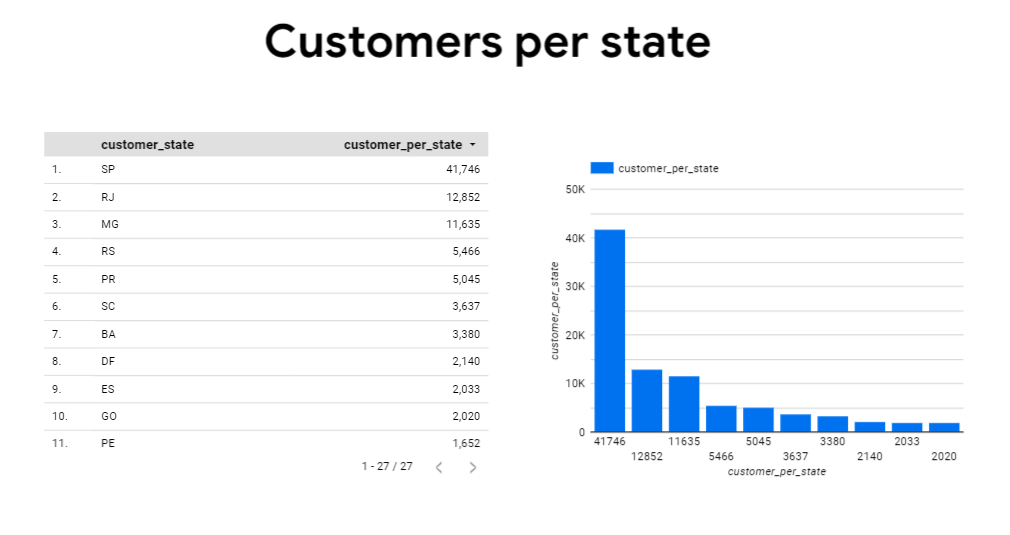 Customers per state
customer_state customer_per_state
1. SP 41,746
2. RJ 12,852
3. MG 11,635
4. RS 5,466
5. PR 5,045
6. SC 3,637
7. BA 3,380
8. DF 2,140
9. ES 2,033
10. GO 2,020
11. PE 1,652
1 - 27 / 27
customer_per_state
50K
40K
30K
20K
10K
0
customer_per_state
41746 11635 5045 3380 2033
12852 5466 3637 2140 2020
customer_per_state